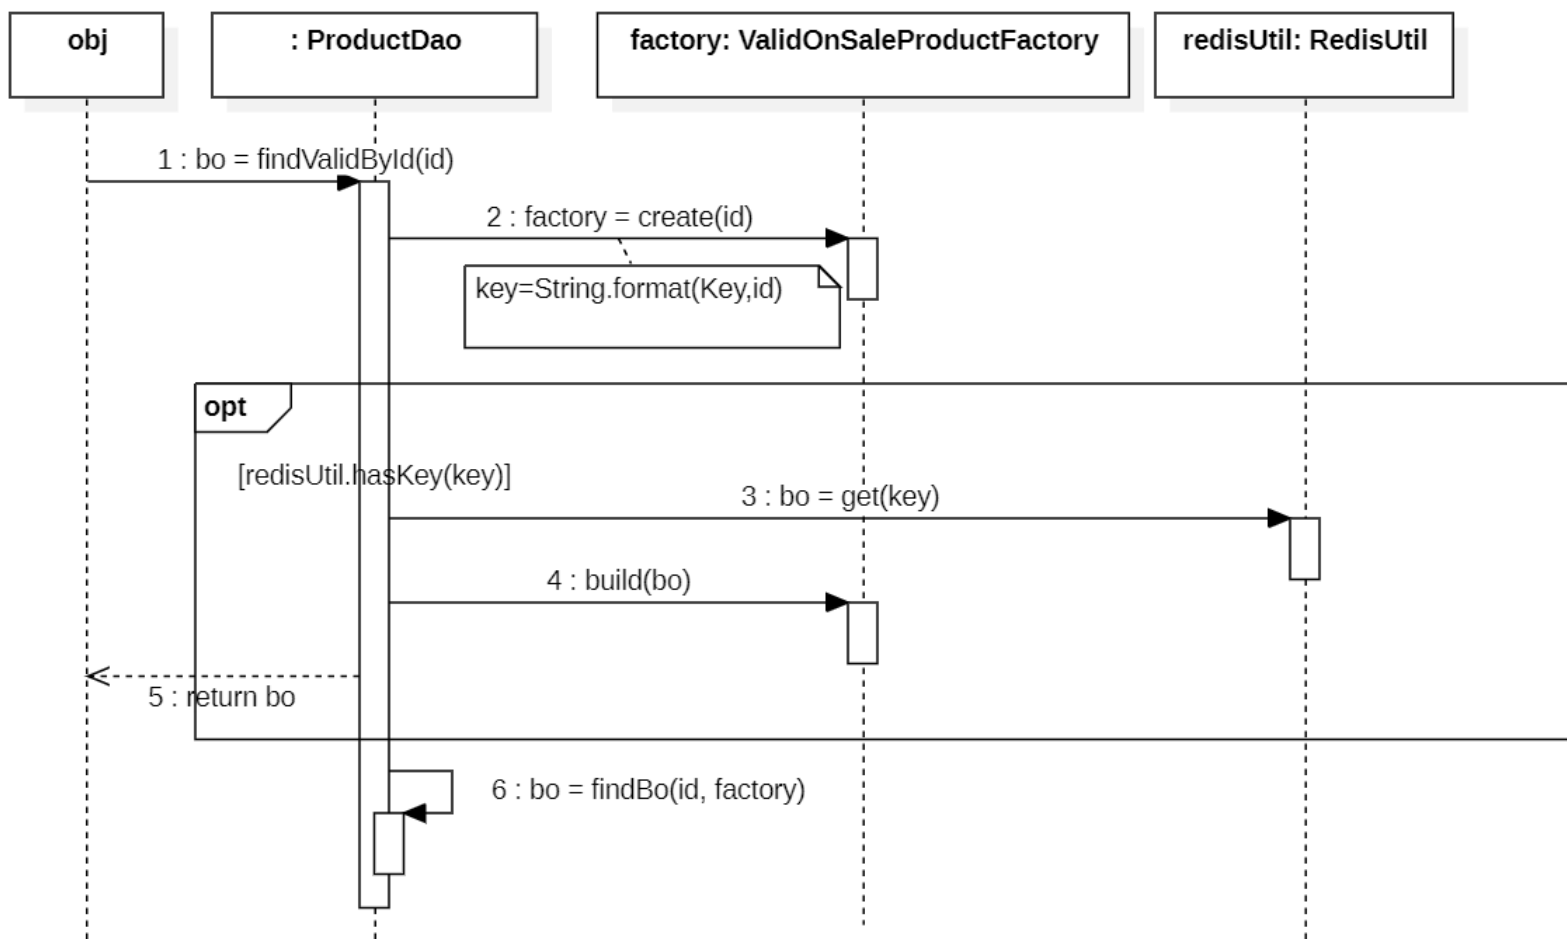 obj
: ProductDao
factory: ValidOnSaleProductFactory
redisUtil: RedisUtil
1 : bo = findValidById(id)
2 : factory = create(id)
key=String.format(Key,id)
opt
[redisUtil.hasKey(key)]
3 : bo = get(key)
4 : build(bo)
5 : return bo
6 : bo = findBo(id, factory)